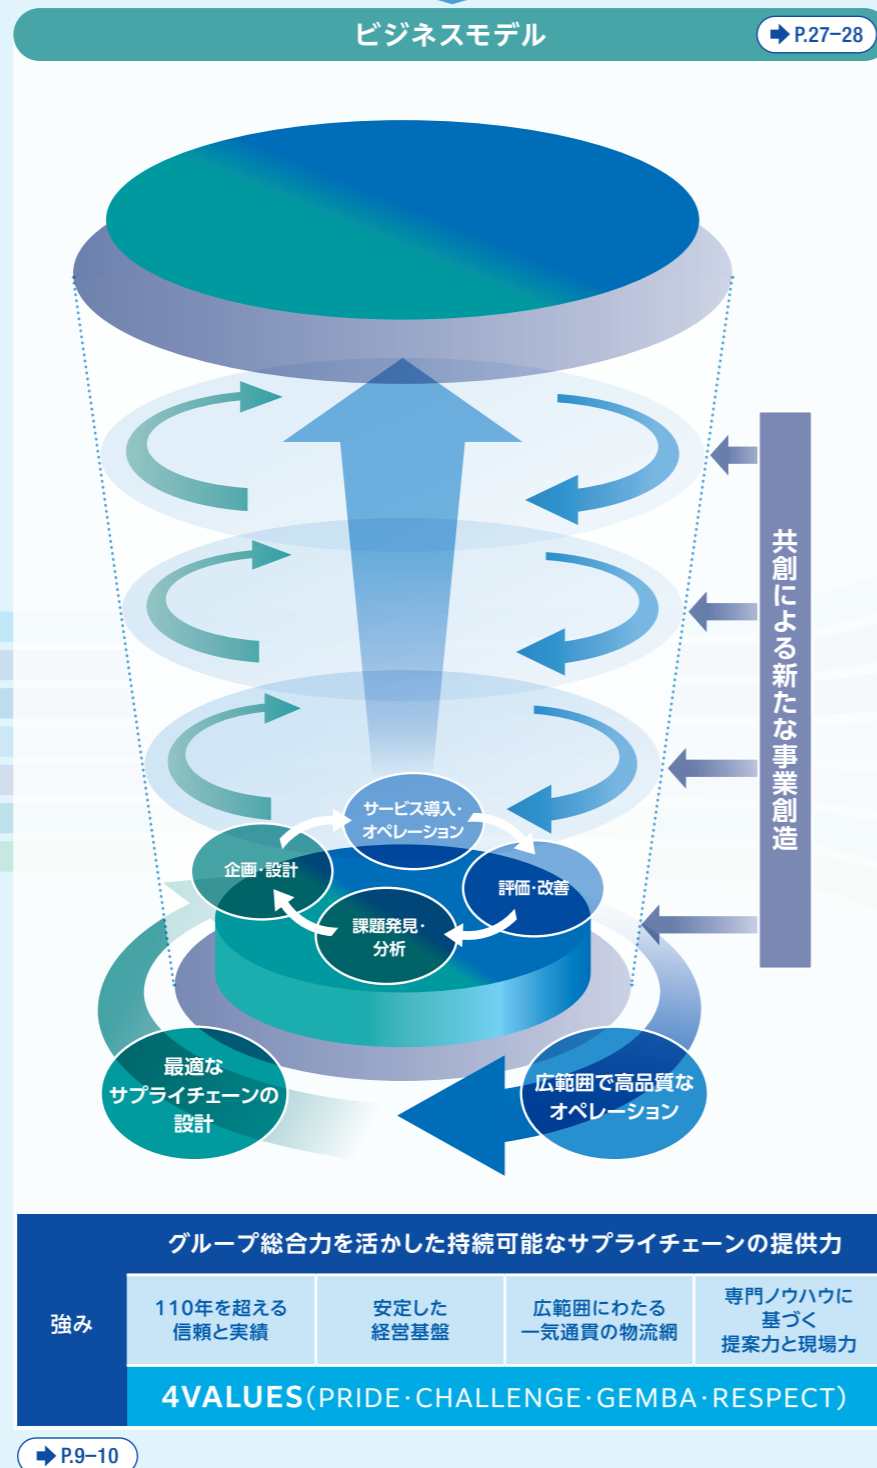 ビジネスモデル
➡ P.27–28
共創による新たな事業創造
サービス導入・
オペレーション
企画・設計
評価・改善
課題発見・
分析
最適な
サプライチェーンの
設計
広範囲で高品質な
オペレーション
グループ総合力を活かした持続可能なサプライチェーンの提供力
強み
110年を超える
信頼と実績
安定した
経営基盤
広範囲にわたる
一気通貫の物流網
専門ノウハウに
基づく
提案力と現場力
4VALUES(PRIDE・CHALLENGE・GEMBA・RESPECT)
➡ P.9–10